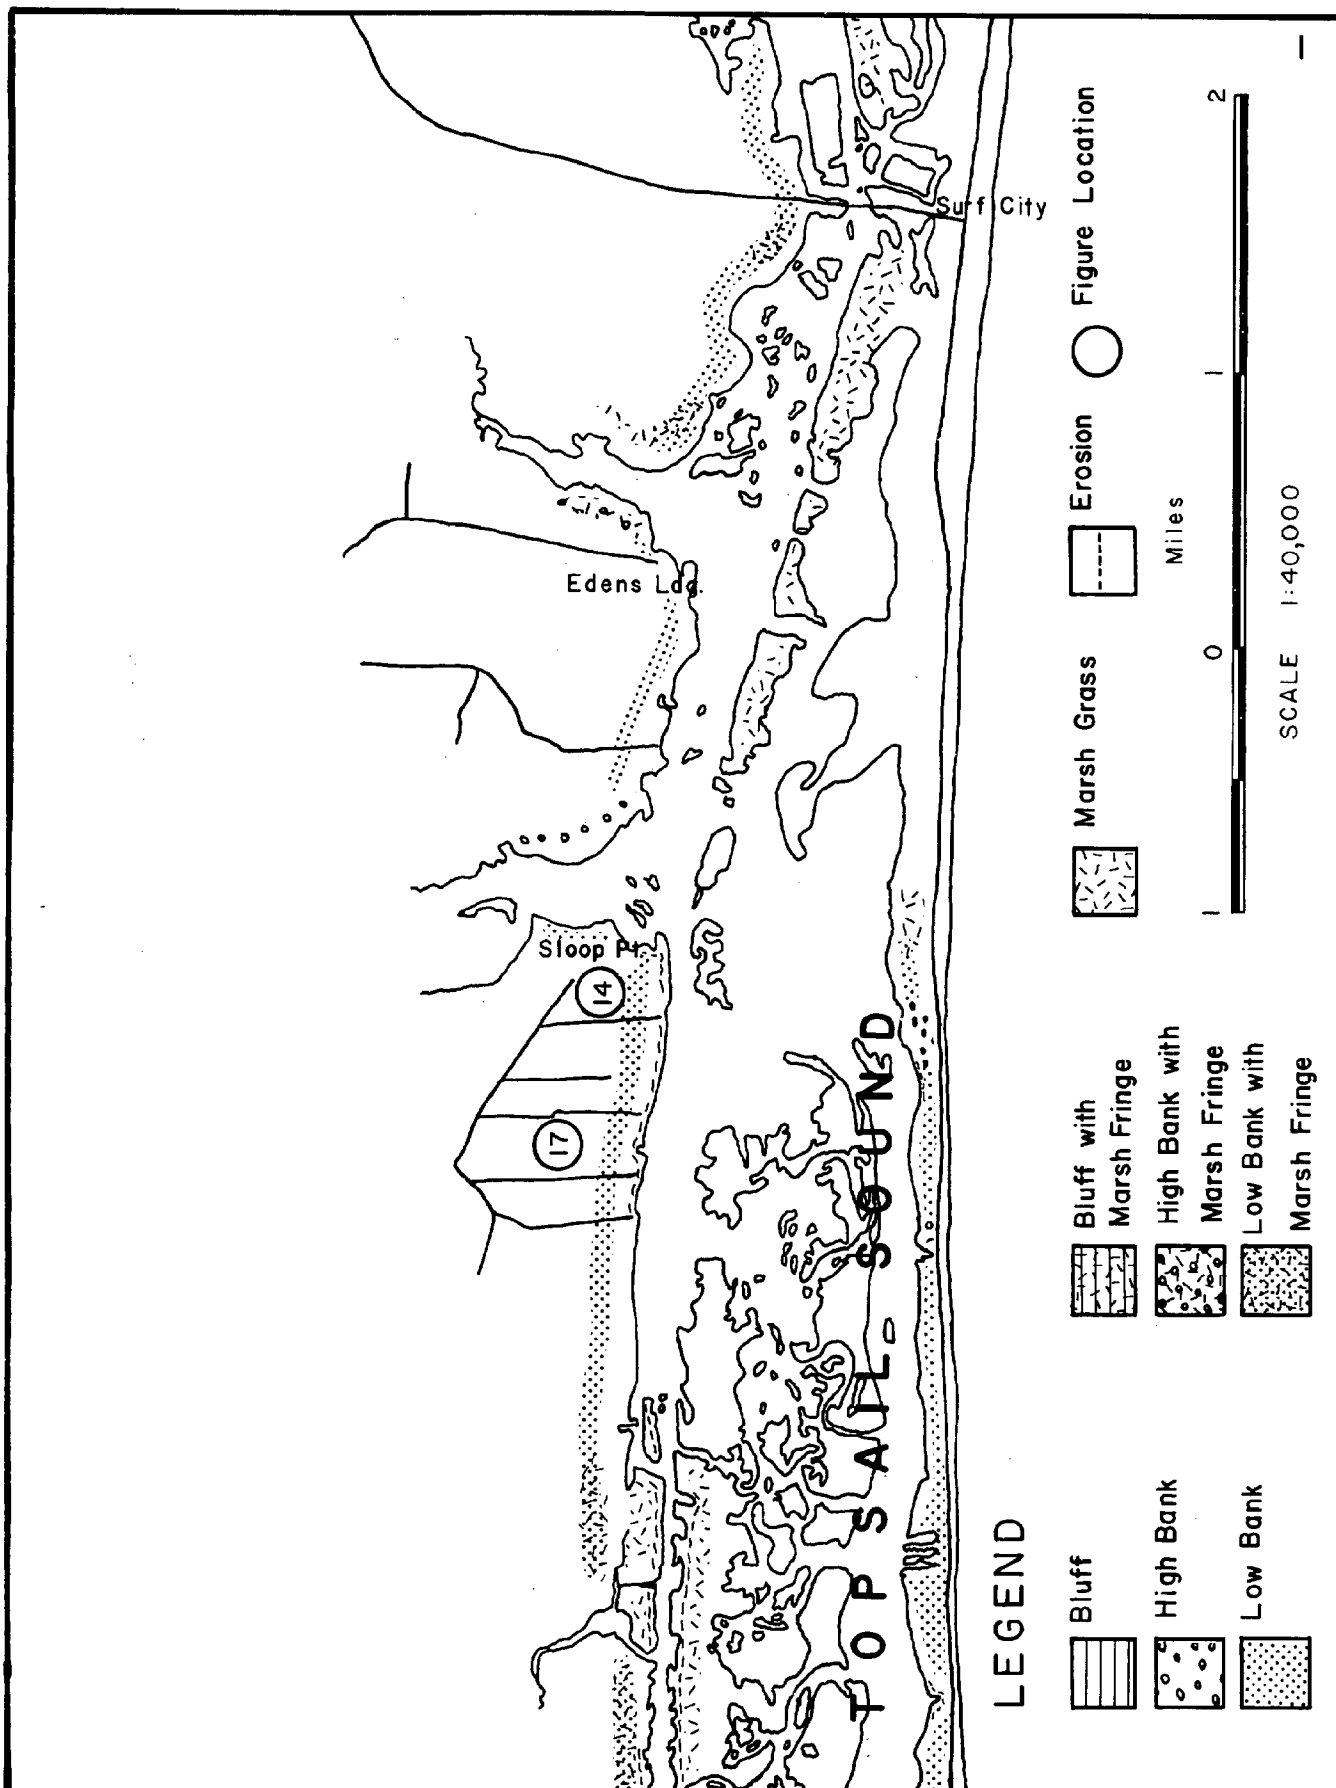 Surf City
Edens Ldg.
Sloop Pt.
14
17
TOPSAIL SOUND
LEGEND
Bluff
High Bank
Low Bank
Bluff with
Marsh Fringe
High Bank with
Marsh Fringe
Low Bank with
Marsh Fringe
Marsh Grass
Erosion
Figure Location
Miles
1 0 1 2
SCALE 1:40,000